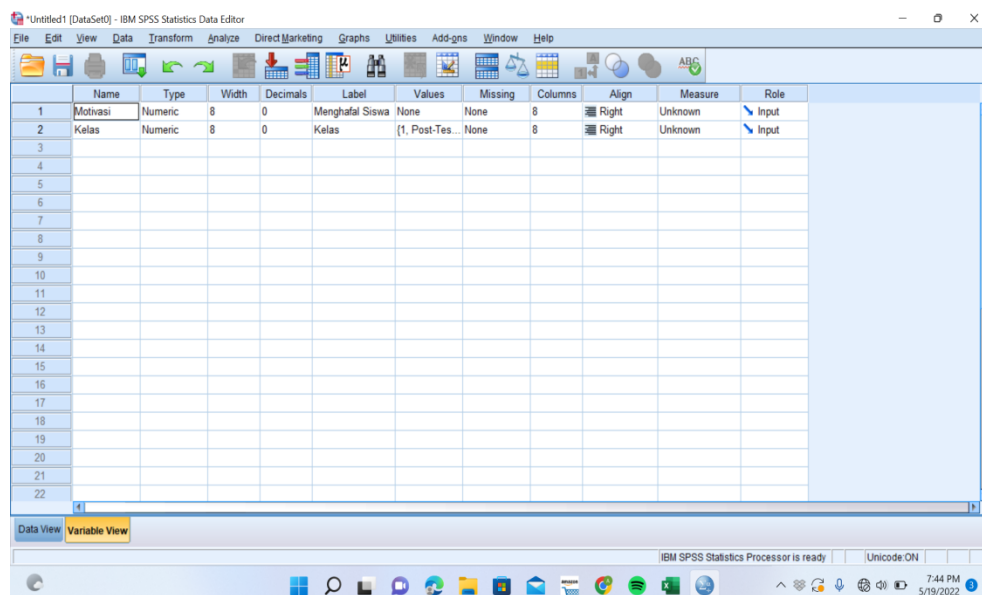 *Untitled1 [DataSet0] - IBM SPSS Statistics Data Editor
File Edit View Data Transform Analyze Direct Marketing Graphs Utilities Add-ons Window Help
Name Type Width Decimals Label Values Missing Columns Align Measure Role
1 Motivasi Numeric 8 0 Menghafal Siswa None None 8 Right Unknown Input
2 Kelas Numeric 8 0 Kelas {1, Post-Tes... None 8 Right Unknown Input
3
4
5
6
7
8
9
10
11
12
13
14
15
16
17
18
19
20
21
22
Data View Variable View
IBM SPSS Statistics Processor is ready Unicode:ON
7:44 PM
5/19/2022 3